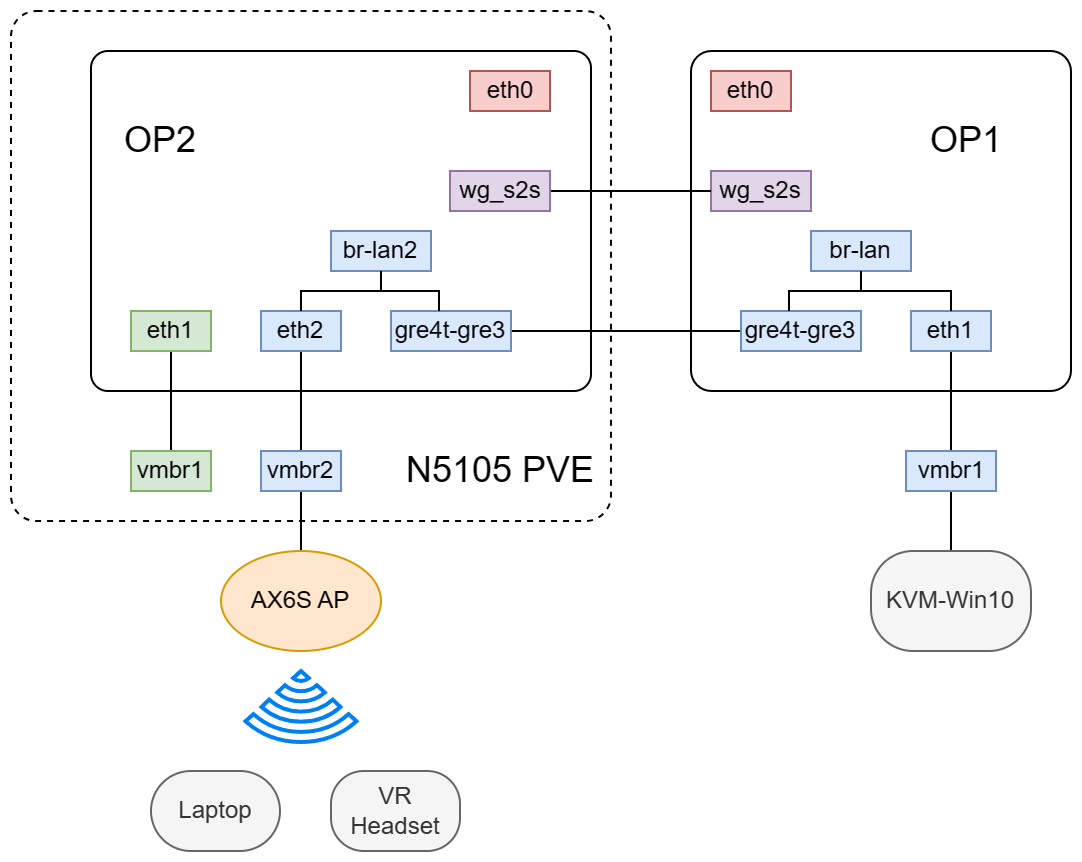 eth0
eth0
OP2
OP1
wg_s2s
wg_s2s
br-lan2
br-lan
eth1
eth2
gre4t-gre3
gre4t-gre3
eth1
vmbr1
vmbr2
N5105 PVE
vmbr1
AX6S AP
KVM-Win10
Laptop
VR
Headset